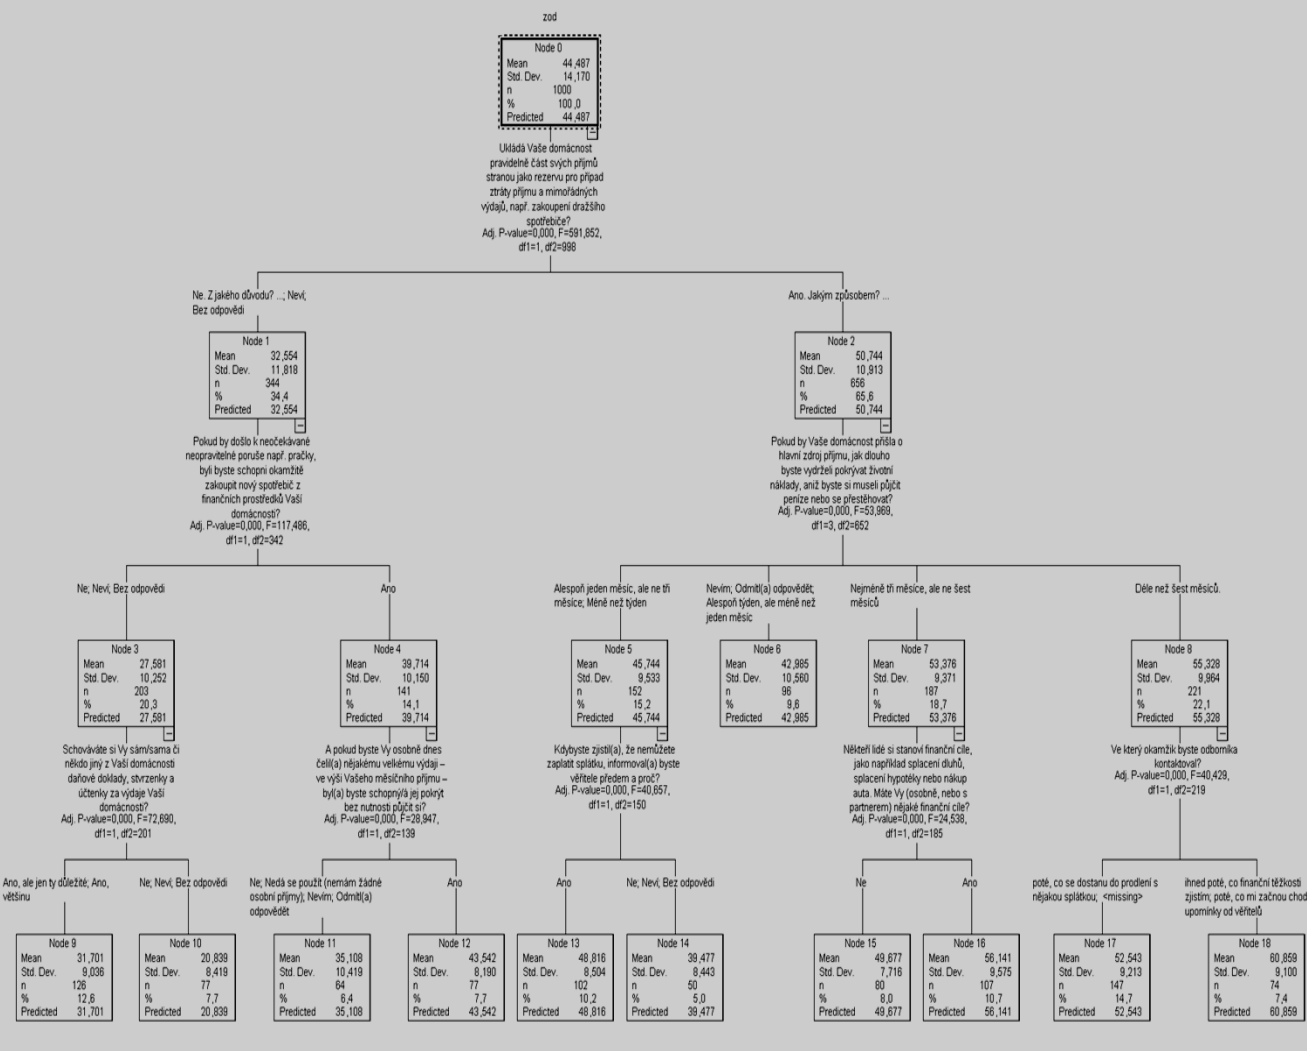 zod
Node 0
Mean 44,487
Std. Dev. 14,170
n 1000
% 100,0
Predicted 44,487
Ukládá Vaše domácnost
pravidelně část svých příjmů
stranou jako rezervu pro případ
ztráty příjmu a mimořádných
výdajů, např. zakoupení dražšího
spotřebiče?
Adj. P-value=0,000, F=591,852,
df1=1, df2=998
Ne. Z jakého důvodu? ...; Neví;
Bez odpovědi
Ano. Jakým způsobem? ...
Node 1
Mean 32,554
Std. Dev. 11,818
n 344
% 34,4
Predicted 32,554
Node 2
Mean 50,744
Std. Dev. 10,913
n 656
% 65,6
Predicted 50,744
Pokud by došlo k neočekávané
neopravitelné poruše např. pračky,
byli byste schopni okamžitě
zakoupit nový spotřebič z
finančních prostředků Vaší
domácnosti?
Adj. P-value=0,000, F=117,486,
df1=1, df2=342
Pokud by Vaše domácnost přišla o
hlavní zdroj příjmu, jak dlouho
byste vydrželi pokrývat životní
náklady, aniž byste si museli půjčit
peníze nebo se přestěhovat?
Adj. P-value=0,000, F=53,969,
df1=3, df2=652
Ne; Neví; Bez odpovědi
Ano
Alespoň jeden měsíc, ale ne tři
měsíce; Méně než týden
Nevím; Odmítl(a) odpovědět;
Alespoň týden, ale méně než
jeden měsíc
Nejméně tři měsíce, ale ne šest
měsíců
Déle než šest měsíců.
Node 3
Mean 27,581
Std. Dev. 10,252
n 203
% 20,3
Predicted 27,581
Node 4
Mean 39,714
Std. Dev. 10,150
n 141
% 14,1
Predicted 39,714
Node 5
Mean 45,744
Std. Dev. 9,533
n 152
% 15,2
Predicted 45,744
Node 6
Mean 42,985
Std. Dev. 10,560
n 96
% 9,6
Predicted 42,985
Node 7
Mean 53,376
Std. Dev. 9,371
n 187
% 18,7
Predicted 53,376
Node 8
Mean 55,328
Std. Dev. 9,964
n 221
% 22,1
Predicted 55,328
Schováváte si Vy sám/sama či
někdo jiný z Vaší domácnosti
daňové doklady, stvrzenky a
účtenky za výdaje Vaší
domácnosti?
Adj. P-value=0,000, F=72,690,
df1=1, df2=201
A pokud byste Vy osobně dnes
čelil(a) nějakému velkému výdaji –
ve výši Vašeho měsíčního příjmu –
byl(a) byste schopný/á jej pokrýt
bez nutnosti půjčit si?
Adj. P-value=0,000, F=28,947,
df1=1, df2=139
Kdybyste zjistil(a), že nemůžete
zaplatit splátku, informoval(a) byste
věřitele předem a proč?
Adj. P-value=0,000, F=40,657,
df1=1, df2=150
Někteří lidé si stanoví finanční cíle,
jako například splacení dluhů,
splacení hypotéky nebo nákup
auta. Máte Vy (osobně, nebo s
partnerem) nějaké finanční cíle?
Adj. P-value=0,000, F=24,538,
df1=1, df2=185
Ve který okamžik byste odborníka
kontaktoval?
Adj. P-value=0,000, F=40,429,
df1=1, df2=219
Ano, ale jen ty důležité; Ano,
většinu
Ne; Neví; Bez odpovědi
Ne; Nedá se použít (nemám žádné
osobní příjmy); Nevím; Odmítl(a)
odpovědět
Ano
Ano
Ne; Neví; Bez odpovědi
Ne
Ano
poté, co se dostanu do prodlení s
nějakou splátkou; <missing>
ihned poté, co finanční těžkosti
zjistím; poté, co mi začnou chod
upomínky od věřitelů
Node 9
Mean 31,701
Std. Dev. 9,036
n 126
% 12,6
Predicted 31,701
Node 10
Mean 20,839
Std. Dev. 8,419
n 77
% 7,7
Predicted 20,839
Node 11
Mean 35,108
Std. Dev. 10,419
n 64
% 6,4
Predicted 35,108
Node 12
Mean 43,542
Std. Dev. 8,190
n 77
% 7,7
Predicted 43,542
Node 13
Mean 48,816
Std. Dev. 8,504
n 102
% 10,2
Predicted 48,816
Node 14
Mean 39,477
Std. Dev. 8,443
n 50
% 5,0
Predicted 39,477
Node 15
Mean 49,677
Std. Dev. 7,716
n 80
% 8,0
Predicted 49,677
Node 16
Mean 56,141
Std. Dev. 9,575
n 107
% 10,7
Predicted 56,141
Node 17
Mean 52,543
Std. Dev. 9,213
n 147
% 14,7
Predicted 52,543
Node 18
Mean 60,859
Std. Dev. 9,100
n 74
% 7,4
Predicted 60,859